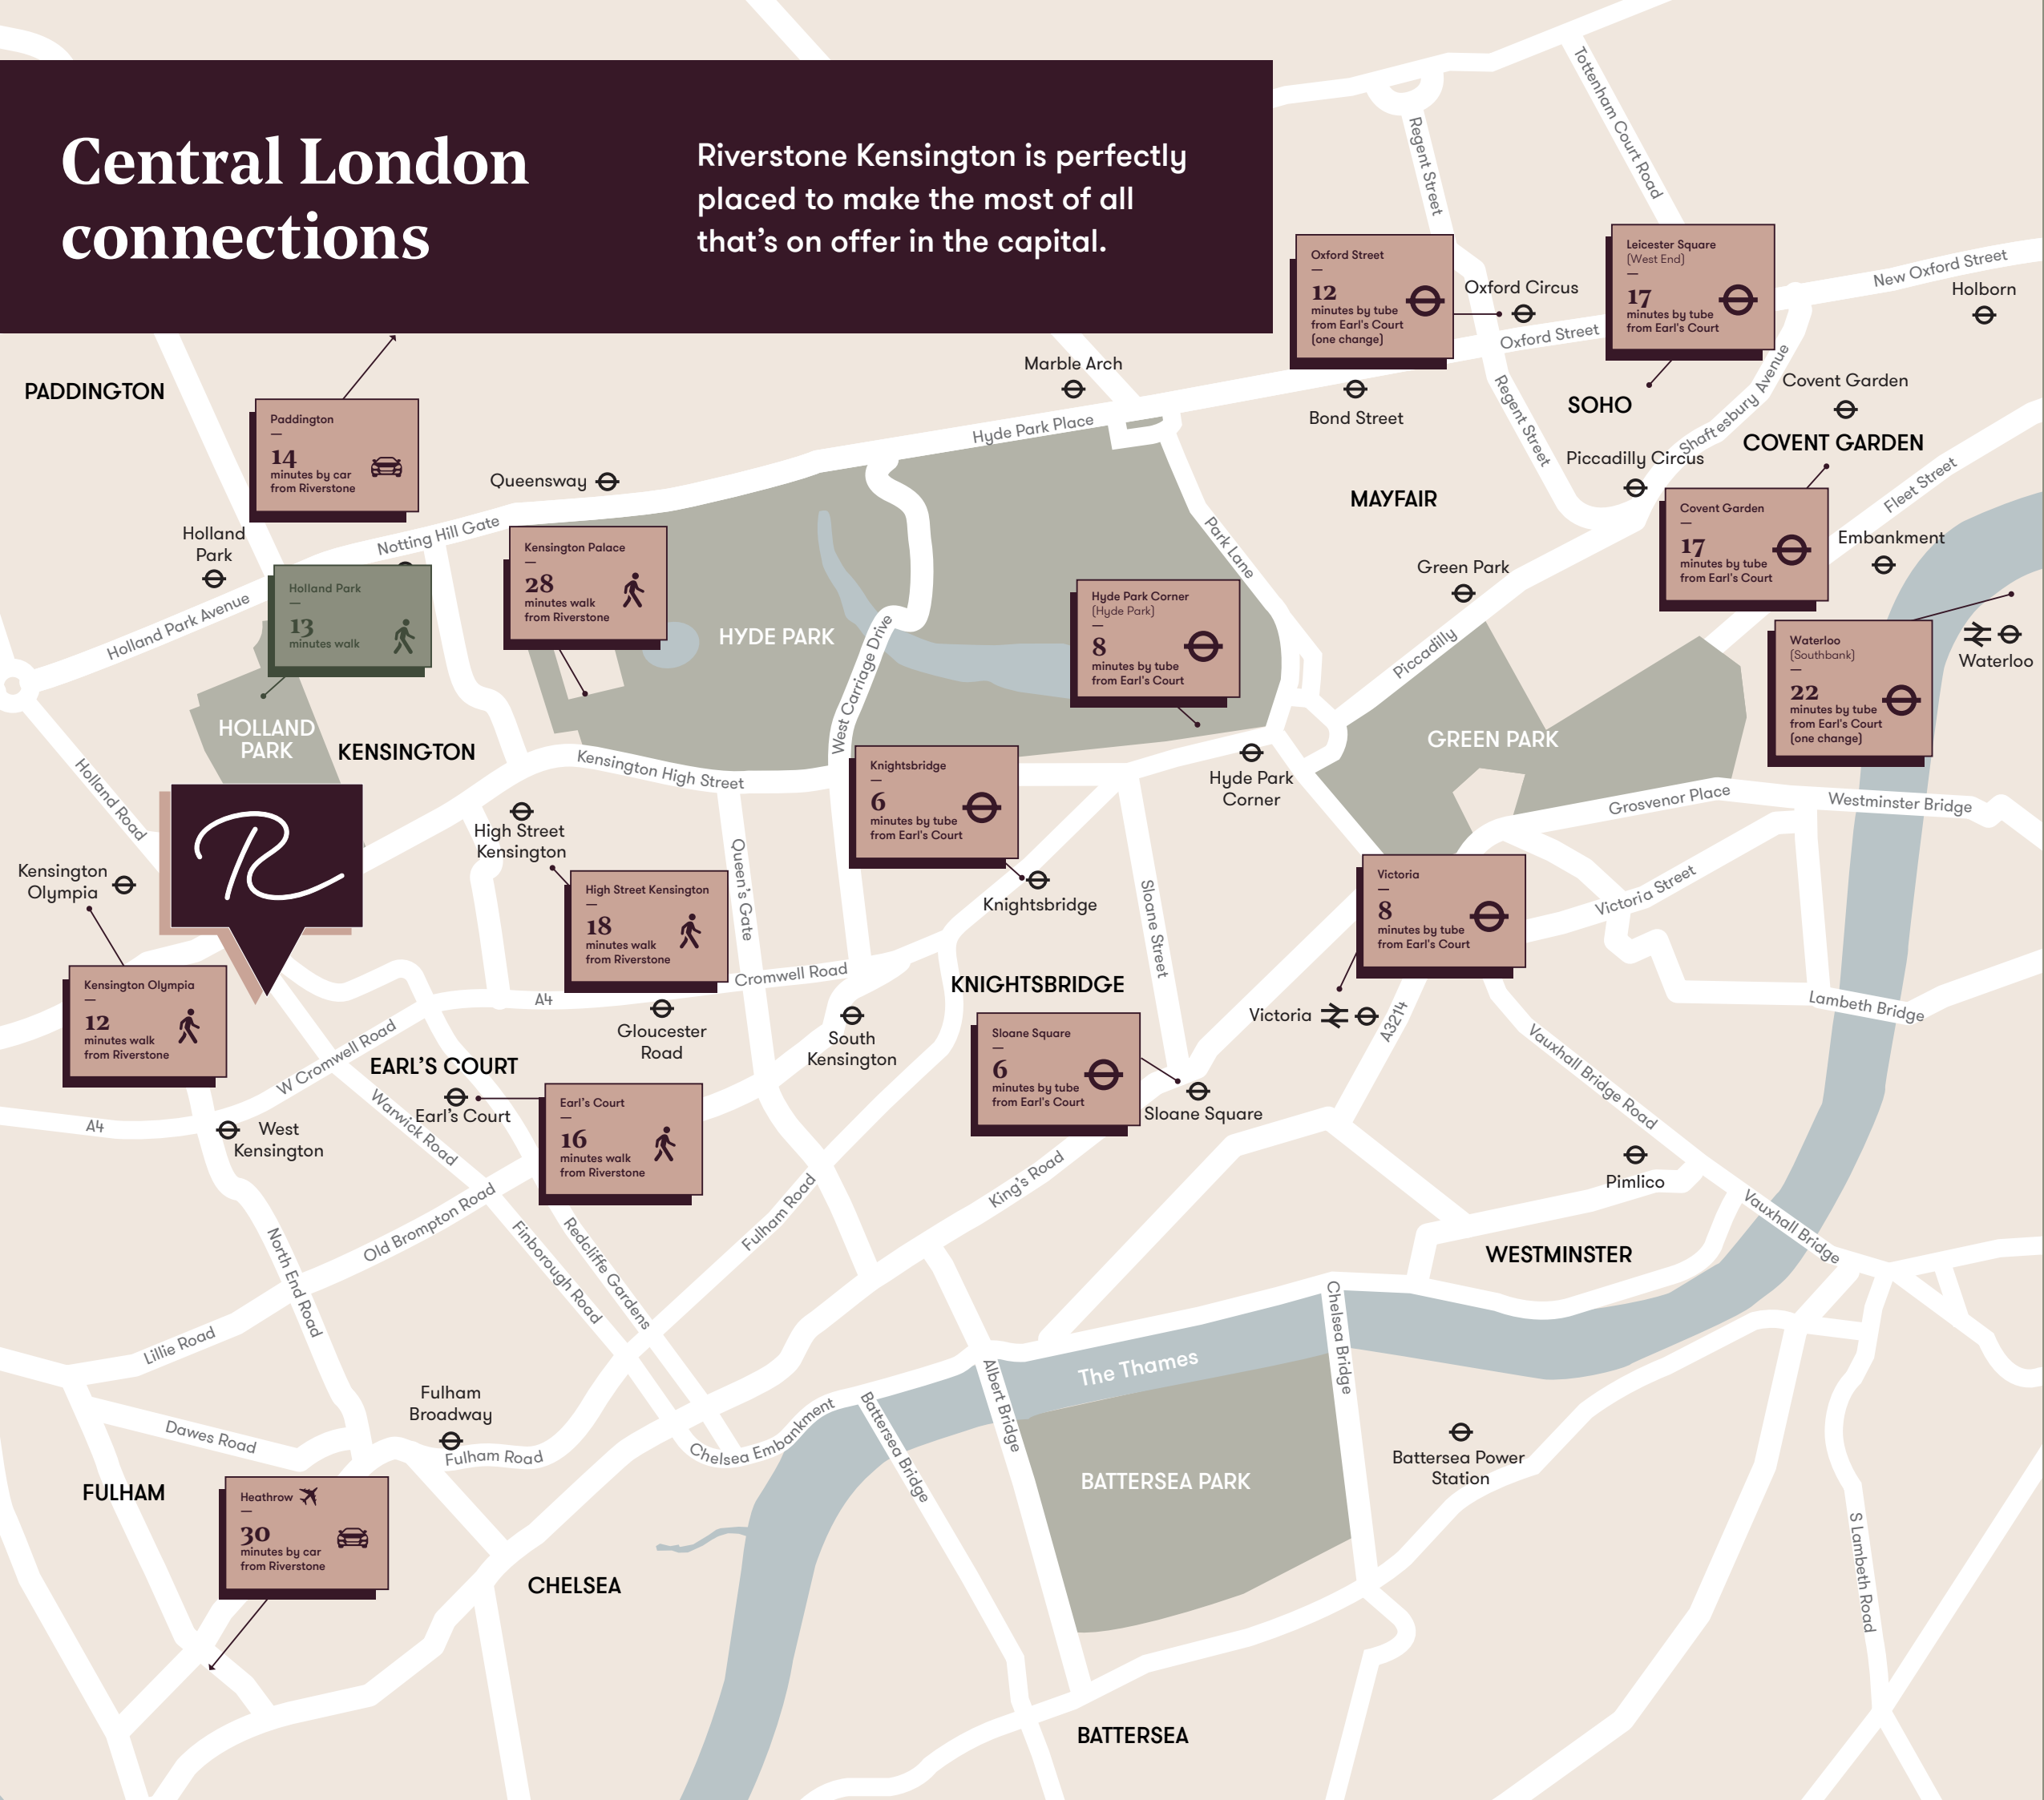 Central London
connections
Riverstone Kensington is perfectly
placed to make the most of all
that's on offer in the capital.
Tottenham Court Road
Regent Street
Oxford Street
—
12
minutes by tube
from Earl's Court
(one change)
Oxford Circus
Leicester Square
(West End)
—
17
minutes by tube
from Earl's Court
New Oxford Street
Holborn
Oxford Street
Marble Arch
Bond Street
Hyde Park Place
Regent Street
SOHO
Shaftesbury Avenue
Covent Garden
COVENT GARDEN
Piccadilly Circus
Fleet Street
PADDINGTON
Paddington
—
14
minutes by car
from Riverstone
Queensway
Notting Hill Gate
MAYFAIR
Park Lane
Covent Garden
—
17
minutes by tube
from Earl's Court
Embankment
Holland
Park
Holland Park Avenue
Holland Park
—
13
minutes walk
Kensington Palace
—
28
minutes walk
from Riverstone
HYDE PARK
West Carriage Drive
Hyde Park Corner
(Hyde Park)
—
8
minutes by tube
from Earl's Court
Green Park
Piccadilly
Waterloo
(Southbank)
—
22
minutes by tube
from Earl's Court
(one change)
Waterloo
HOLLAND
PARK
KENSINGTON
Kensington High Street
GREEN PARK
Knightsbridge
—
6
minutes by tube
from Earl's Court
Hyde Park
Corner
Grosvenor Place
Westminster Bridge
Holland Road
R
High Street
Kensington
Kensington
Olympia
High Street Kensington
—
18
minutes walk
from Riverstone
Queen's Gate
Knightsbridge
Sloane Street
Victoria
—
8
minutes by tube
from Earl's Court
Victoria Street
Kensington Olympia
—
12
minutes walk
from Riverstone
A4
Cromwell Road
KNIGHTSBRIDGE
Lambeth Bridge
Gloucester
Road
South
Kensington
Victoria
A3214
W Cromwell Road
EARL'S COURT
Earl's Court
Warwick Road
Sloane Square
—
6
minutes by tube
from Earl's Court
Sloane Square
Vauxhall Bridge Road
A4
West
Kensington
Earl's Court
—
16
minutes walk
from Riverstone
King's Road
Pimlico
Old Brompton Road
Fulham Road
Vauxhall Bridge
North End Road
Finborough Road
Redcliffe Gardens
WESTMINSTER
Lillie Road
Chelsea Bridge
The Thames
Albert Bridge
Fulham
Broadway
Dawes Road
Fulham Road
Chelsea Embankment
Battersea Bridge
Battersea Power
Station
BATTERSEA PARK
FULHAM
Heathrow
—
30
minutes by car
from Riverstone
CHELSEA
S Lambeth Road
BATTERSEA